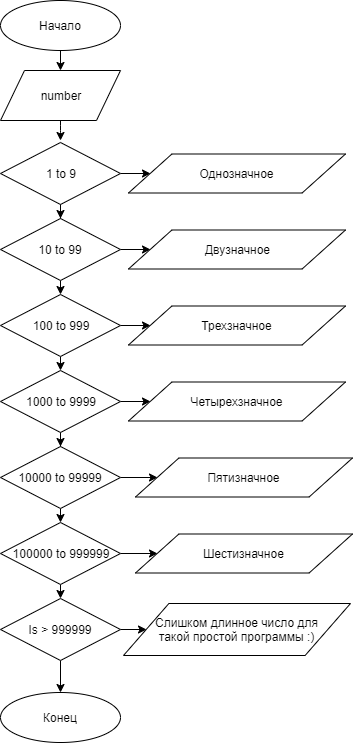 Начало
number
1 to 9
Однозначное
10 to 99
Двузначное
100 to 999
Трехзначное
1000 to 9999
Четырехзначное
10000 to 99999
Пятизначное
100000 to 999999
Шестизначное
Is > 999999
Слишком длинное число для
такой простой программы :)
Конец